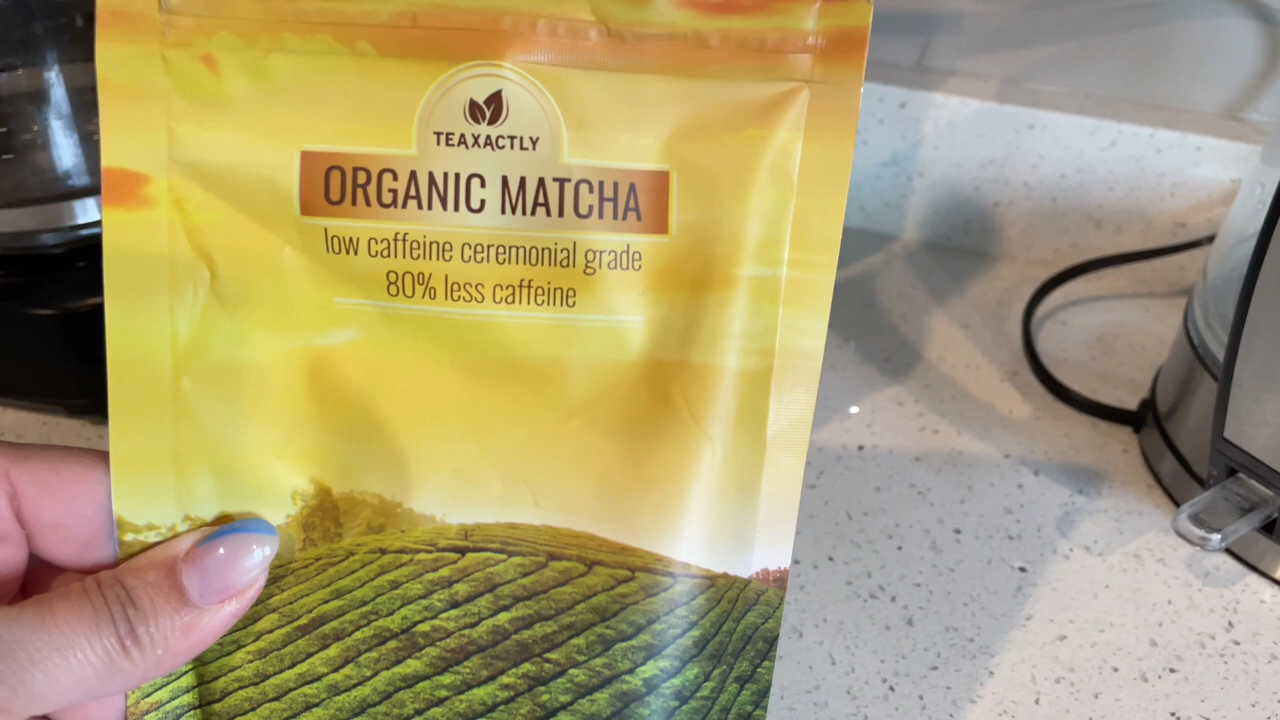 TEAXACTLY
ORGANIC MATCHA
low caffeine ceremonial grade
80% less caffeine